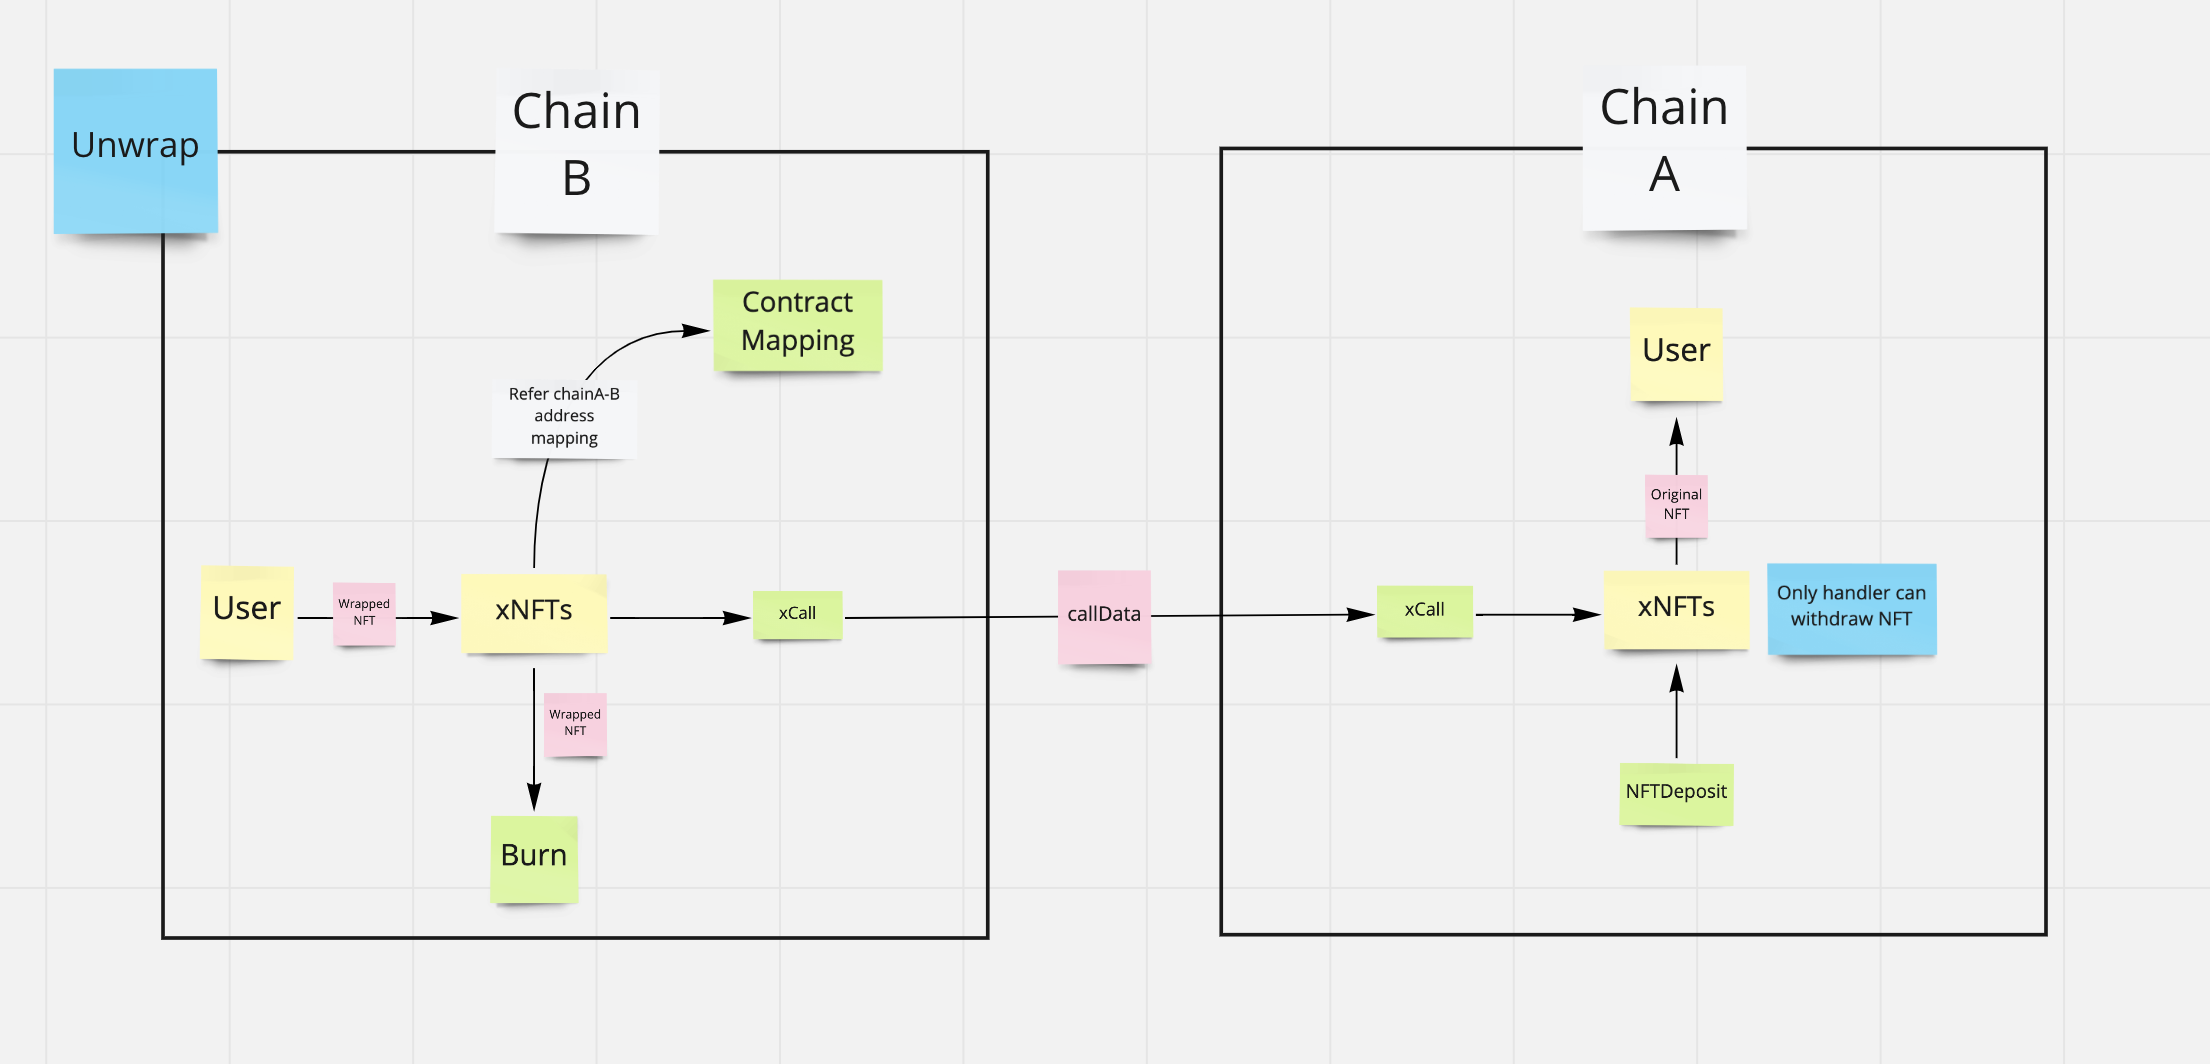 Unwrap
Chain
B
Contract
Mapping
Refer chainA-B
address
mapping
User
Wrapped
NFT
xNFTs
xCall
Wrapped
NFT
Burn
callData
Chain
A
User
Original
NFT
xCall
xNFTs
Only handler can
withdraw NFT
NFTDeposit